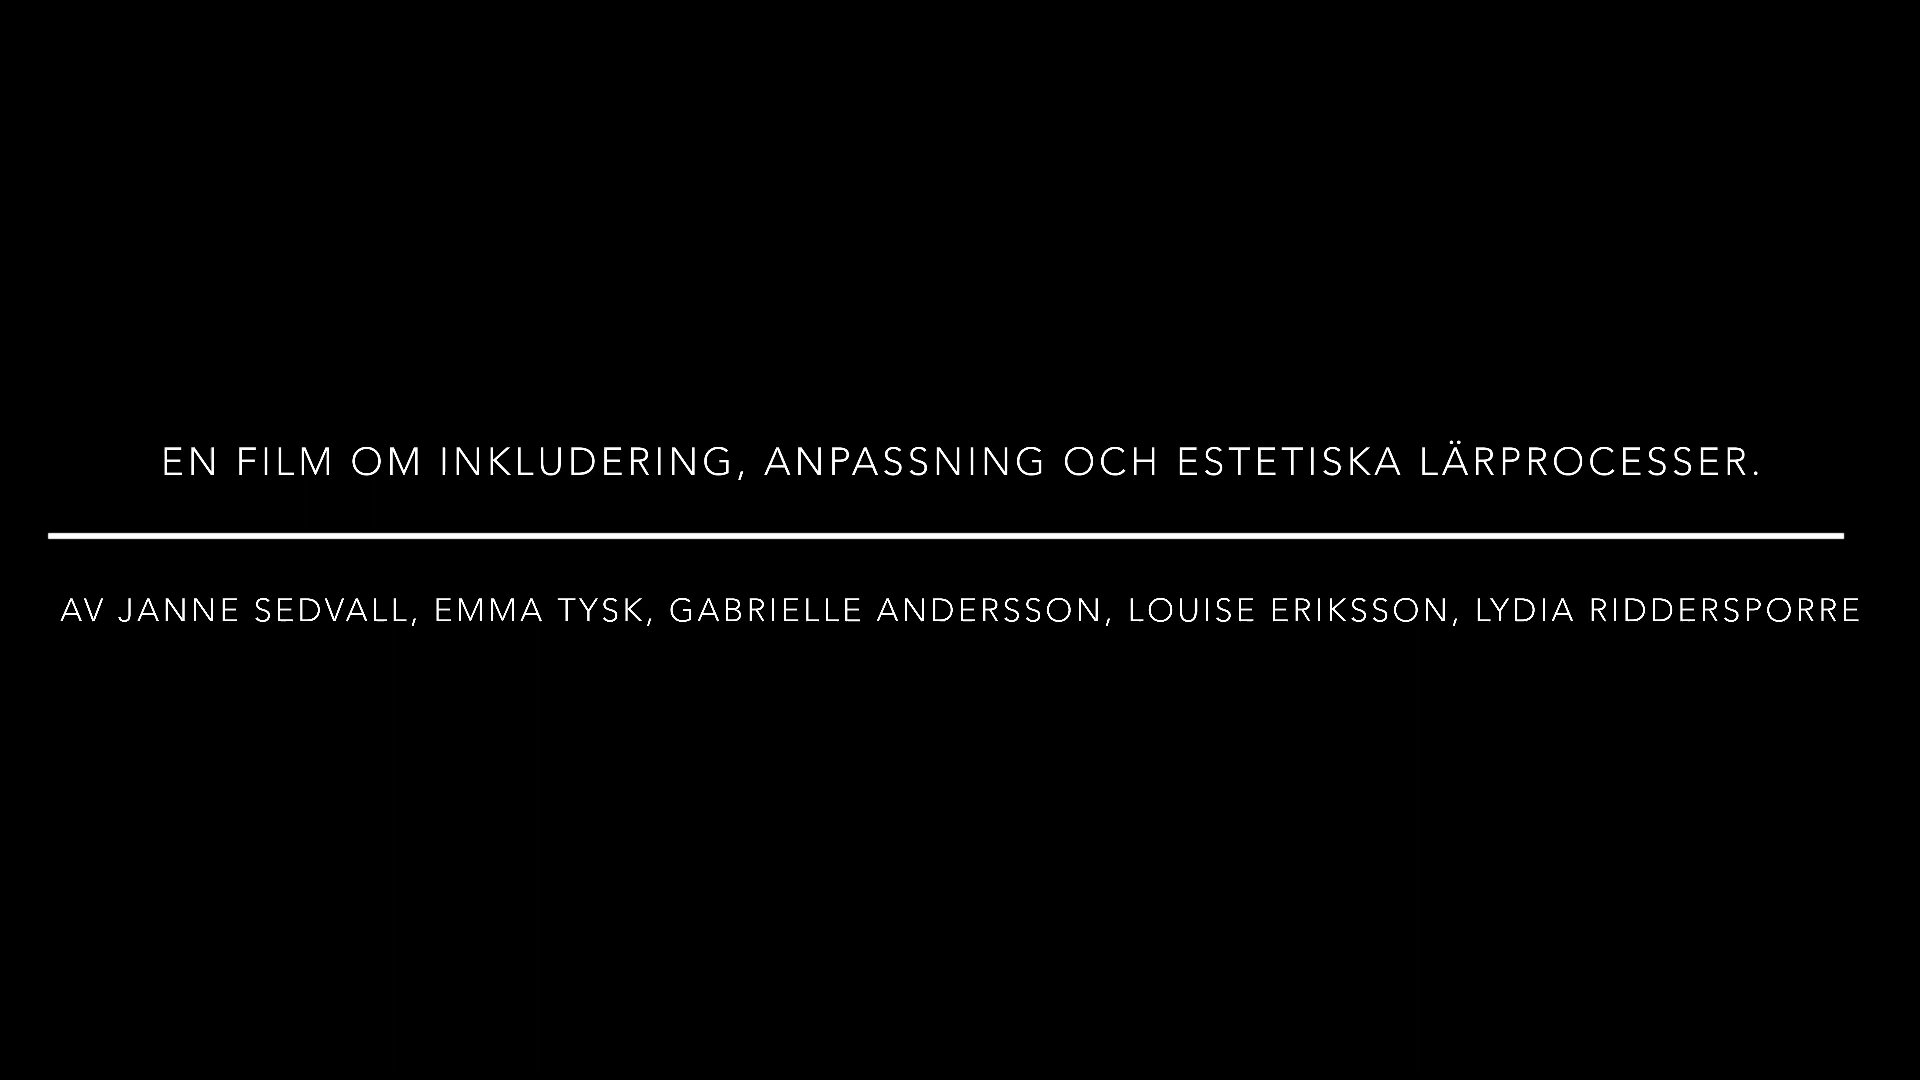 EN FILM OM INKLUDERING, ANPASSNING OCH ESTETISKA LÄRPROCESSER.
AV JANNE SEDVALL, EMMA TYSK, GABRIELLE ANDERSSON, LOUISE ERIKSSON, LYDIA RIDDERSPORRE